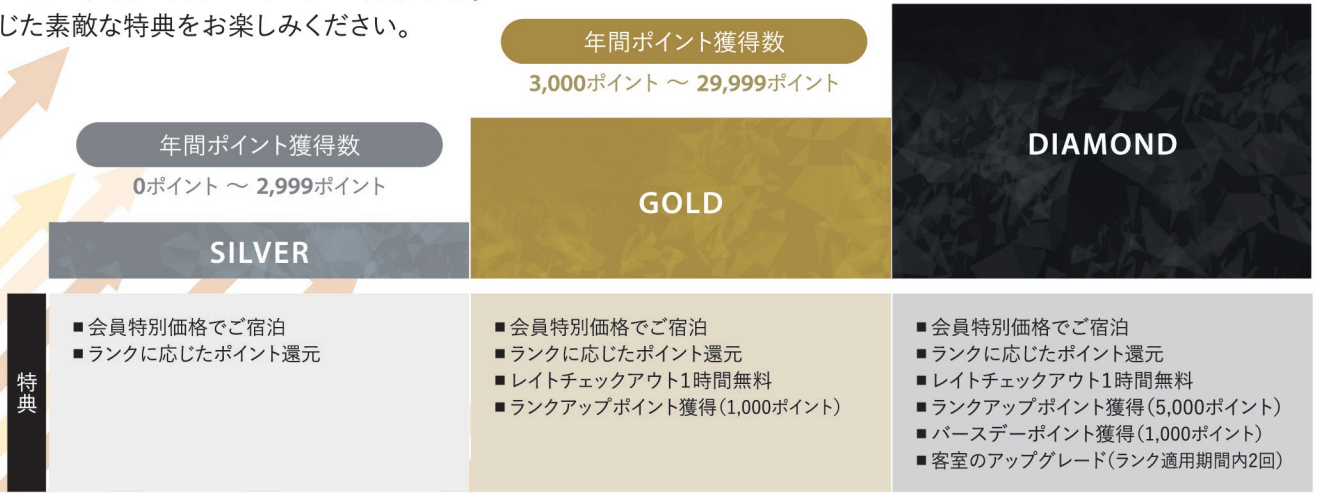 じた素敵な特典をお楽しみください。
年間ポイント獲得数
0ポイント ～ 2,999ポイント
SILVER
年間ポイント獲得数
3,000ポイント ～ 29,999ポイント
GOLD
DIAMOND
特典
■会員特別価格でご宿泊
■ランクに応じたポイント還元
■会員特別価格でご宿泊
■ランクに応じたポイント還元
■レイトチェックアウト1時間無料
■ランクアップポイント獲得(1,000ポイント)
■会員特別価格でご宿泊
■ランクに応じたポイント還元
■レイトチェックアウト1時間無料
■ランクアップポイント獲得(5,000ポイント)
■バースデーポイント獲得(1,000ポイント)
■客室のアップグレード(ランク適用期間内2回)